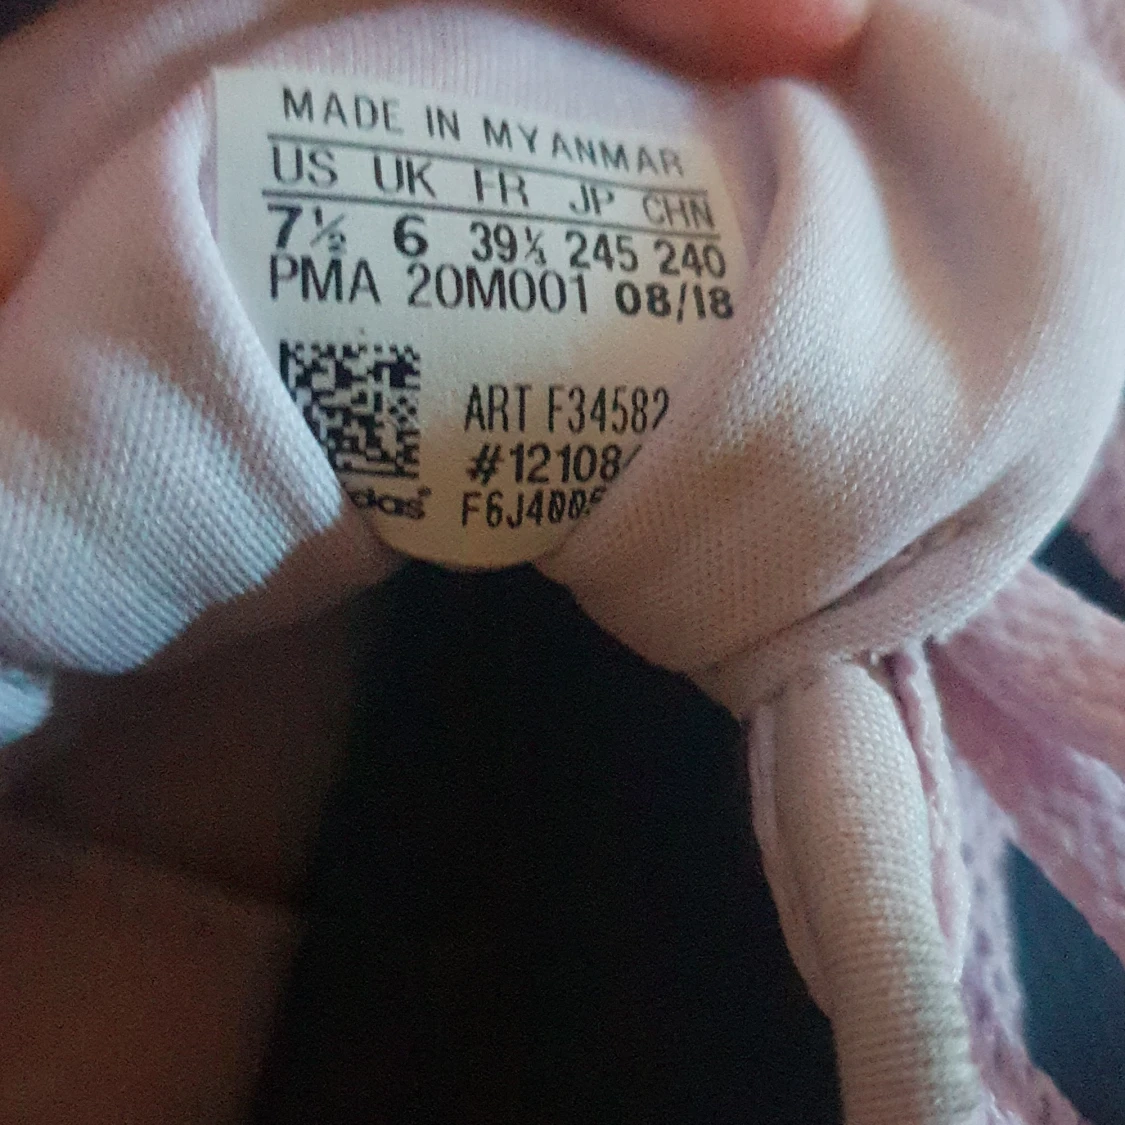 MADE IN MYANMAR
US UK FR JP CHN
7½ 6 39⅓ 245 240
PMA 20M001 08/18
ART F34582
#12108